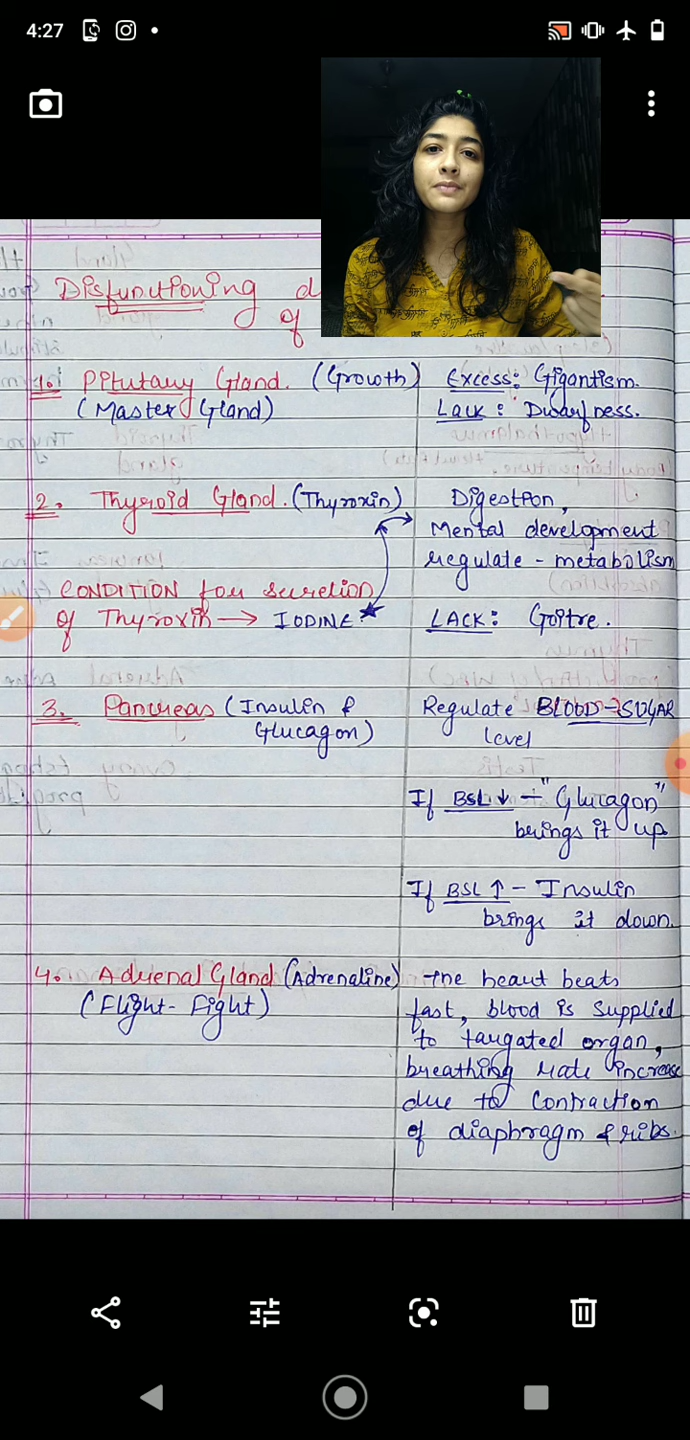 4:27
Disfunctioning d
of
1. Pitutary Gland. (Growth) Excess: Gigantism.
(Master Gland) Lack: Dwarfness.
2. Thyroid Gland. (Thyroxin) Digestion,
Mental development
regulate - metabolism
CONDITION for secretion
of Thyroxin → IODINE ★ LACK: Goitre.
3. Pancreas (Insulin & Regulate BLOOD-SUGAR
Glucagon) level
If BSL ↓ - "Glucagon"
brings it up
If BSL ↑ - Insulin
brings it down.
4. Adrenal Gland (Adrenaline) The heart beats
(Flight-Fight) fast, blood is supplied
to targated organ,
breathing rate increase
due to contraction
of diaphragm & ribs.